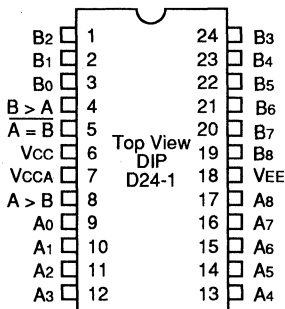 B2 1 24 B3
B1 2 23 B4
B0 3 22 B5
B > A 4 21 B6
A = B 5 20 B7
VCC 6 Top View 19 B8
VCCA 7 DIP 18 VEE
A > B 8 D24-1 17 A8
A0 9 16 A7
A1 10 15 A6
A2 11 14 A5
A3 12 13 A4